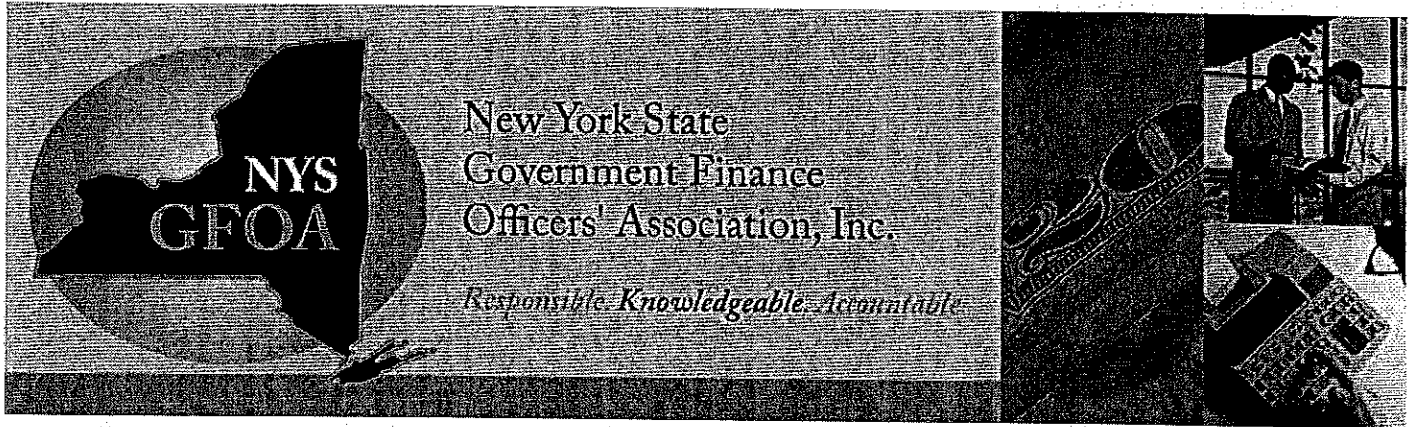 NYS
GFOA
New York State
Government Finance
Officers' Association, Inc.
Responsible. Knowledgeable. Accountable